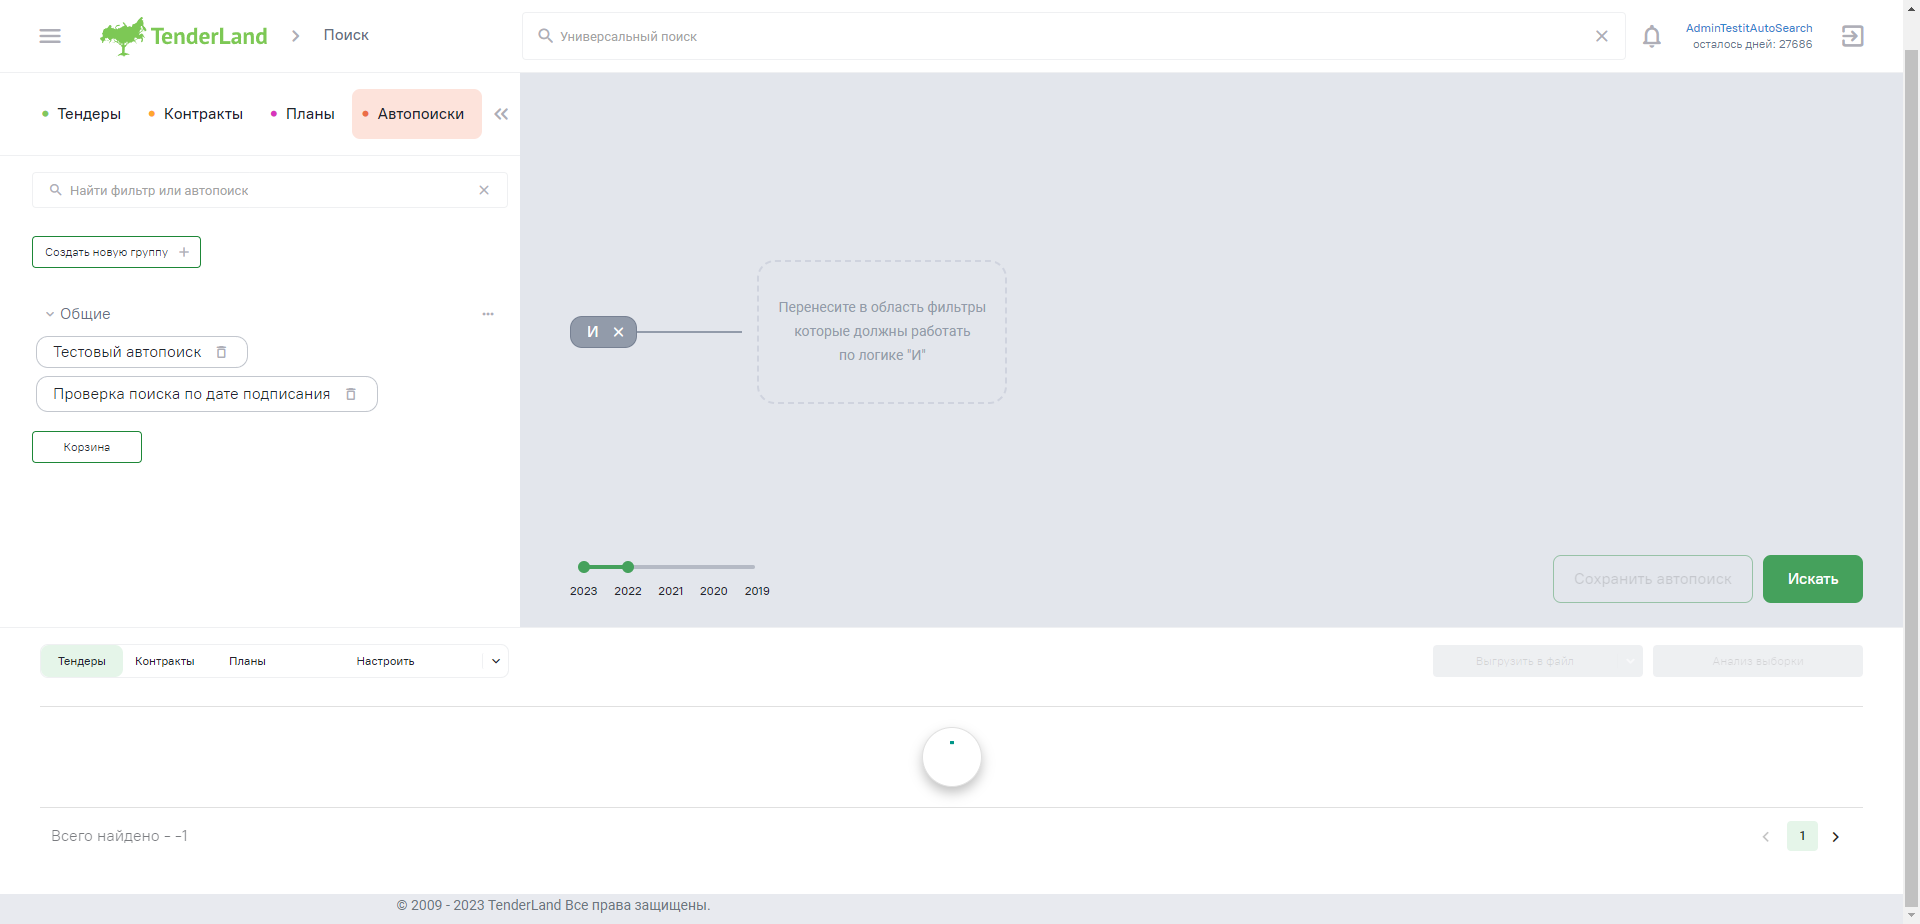 TenderLand
Поиск
Универсальный поиск
AdminTestitAutoSearch
осталось дней: 27686
Тендеры
Контракты
Планы
Автопоиски
Найти фильтр или автопоиск
Создать новую группу
Общие
Тестовый автопоиск
Проверка поиска по дате подписания
Корзина
И
Перенесите в область фильтры
которые должны работать
по логике "И"
2023 2022 2021 2020 2019
Сохранить автопоиск
Искать
Тендеры
Контракты
Планы
Настроить
Выгрузить в файл
Анализ выборки
Всего найдено - -1
1
© 2009 - 2023 TenderLand Все права защищены.